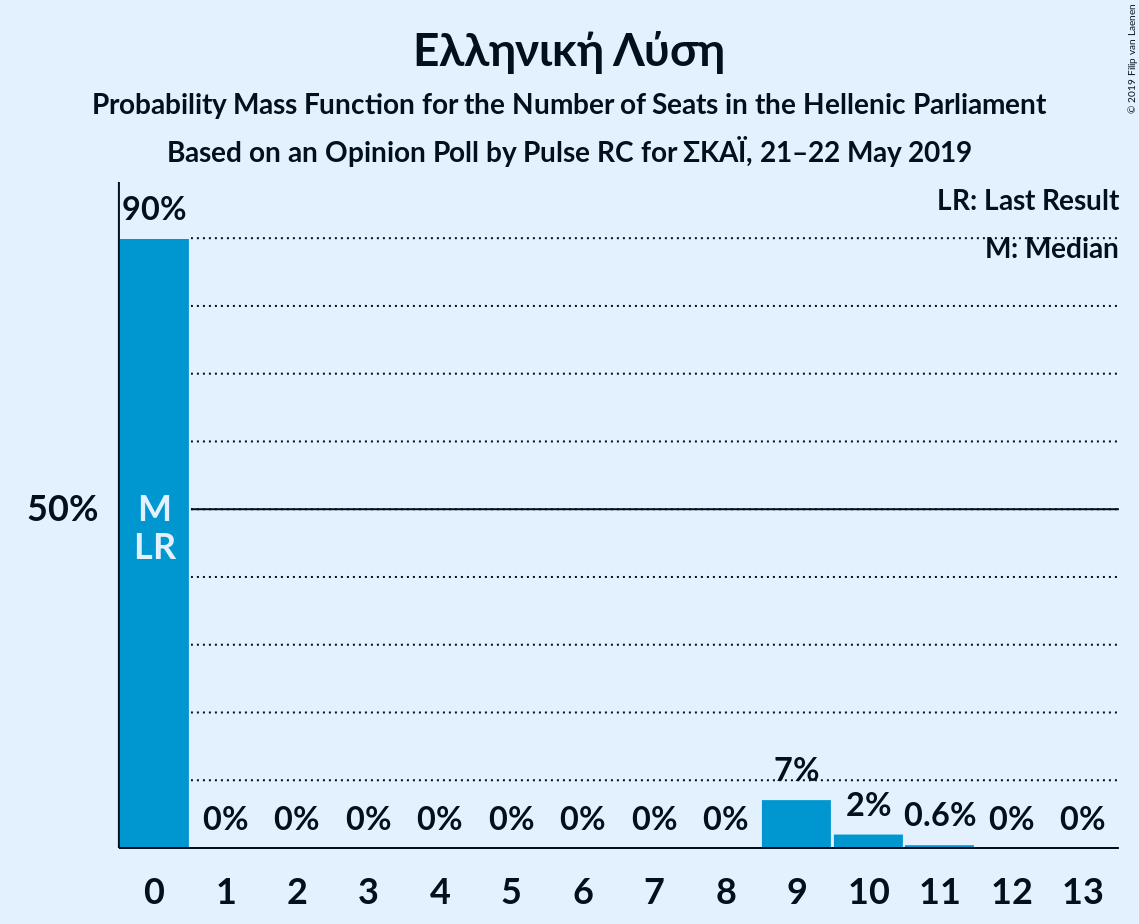 Ελληνική Λύση
Probability Mass Function for the Number of Seats in the Hellenic Parliament
Based on an Opinion Poll by Pulse RC for ΣΚΑΪ, 21–22 May 2019
© 2019 Filip van Laenen
LR: Last Result
M: Median
90%
50%
M
LR
0% 0% 0% 0% 0% 0% 0% 0% 7% 2% 0.6% 0% 0%
0 1 2 3 4 5 6 7 8 9 10 11 12 13